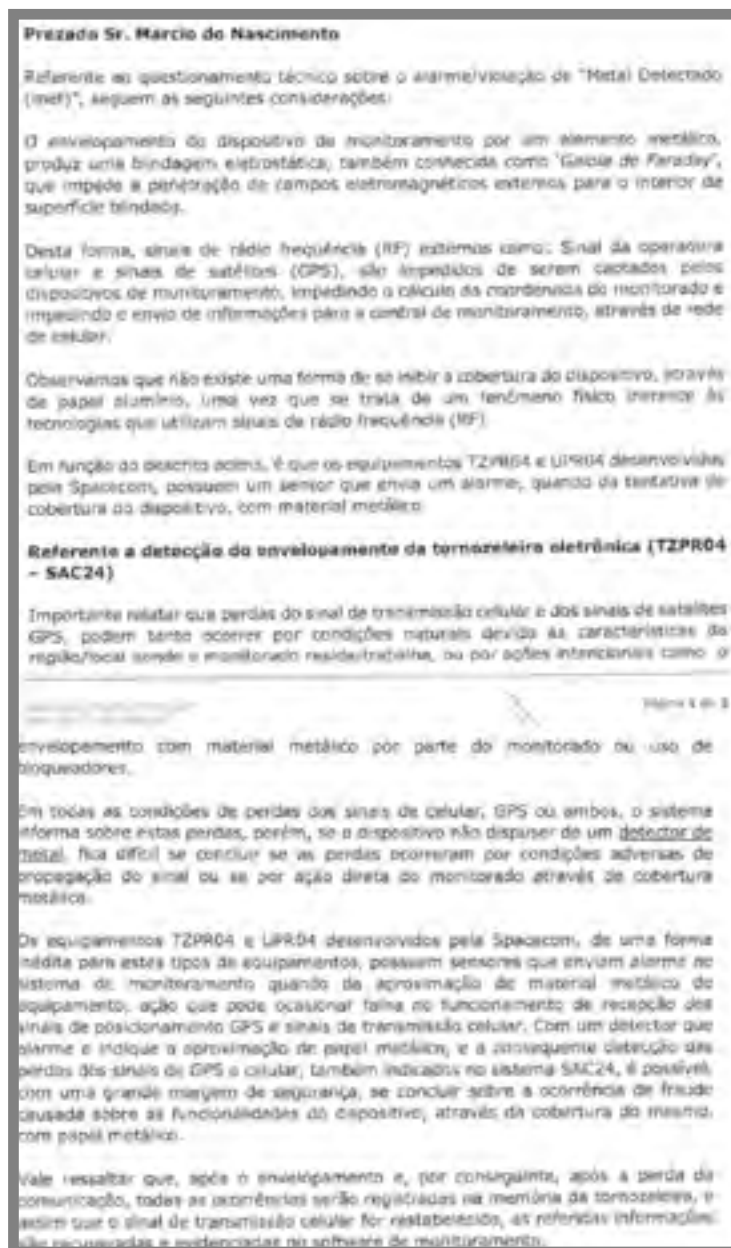 Prezado Sr. Marcio do Nascimento
Referente ao questionamento técnico sobre o alarme/violação de "Metal Detectado
(met)", seguem as seguintes considerações:
O envelopamento do dispositivo de monitoramento por um elemento metálico,
produz uma blindagem eletrostática, também conhecida como 'Gaiola de Faraday',
que impede a penetração de campos eletromagnéticos externos para o interior da
superfície blindada.
Desta forma, sinais de rádio frequência (RF) externos como: Sinal da operadora
celular e sinais de satélites (GPS), são impedidos de serem captados pelos
dispositivos de monitoramento, impedindo o cálculo da coordenada do monitorado e
impedindo o envio de informações para a central de monitoramento, através de rede
de celular.
Observamos que não existe uma forma de se inibir a cobertura do dispositivo, através
de papel alumínio, uma vez que se trata de um fenômeno físico inerente às
tecnologias que utilizam sinais de rádio frequência (RF)
Em função do descrito acima, é que os equipamentos TZPR04 e UPR04 desenvolvidas
pela Spacecom, possuem um sensor que envia um alarme, quando da tentativa de
cobertura do dispositivo, com material metálico
Referente a detecção do envelopamento da tornozeleira eletrônica (TZPR04
– SAC24)
Importante relatar que perdas do sinal de transmissão celular e dos sinais de satélites
GPS, podem tanto ocorrer por condições naturais devido às características da
região/local aonde o monitorado reside/trabalha, ou por ações intencionais como o
Página 1 de
envelopamento com material metálico por parte do monitorado ou uso de
bloqueadores.
Em todas as condições de perdas dos sinais de celular, GPS ou ambos, o sistema
informa sobre estas perdas, porém, se o dispositivo não dispuser de um detector de
metal, fica difícil se concluir se as perdas ocorreram por condições adversas de
propagação do sinal ou se por ação direta do monitorado através de cobertura
metálica.
Os equipamentos TZPR04 e UPR04 desenvolvidos pela Spacecom, de uma forma
inédita para estes tipos de equipamentos, possuem sensores que enviam alarme ao
sistema de monitoramento quando da aproximação de material metálico do
equipamento, ação que pode ocasionar falha no funcionamento de recepção dos
sinais de posicionamento GPS e sinais de transmissão celular. Com um detector que
alarme e indique a aproximação de papel metálico, e a consequente detecção das
perdas dos sinais de GPS e celular, também indicados no sistema SAC24, é possível,
com uma grande margem de segurança, se concluir sobre a ocorrência de fraude
causada sobre as funcionalidades do dispositivo, através da cobertura do mesmo,
com papel metálico.
Vale ressaltar que, após o envelopamento e, por conseguinte, após a perda da
comunicação, todas as ocorrências serão registradas na memória da tornozeleira, e
assim que o sinal de transmissão celular for restabelecido, as referidas informações
são recuperadas e evidenciadas no software de monitoramento.